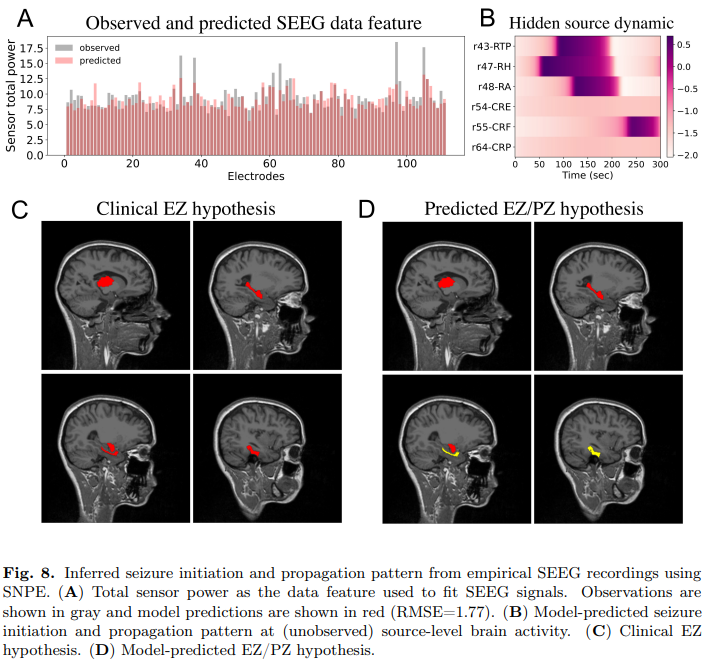 A
Observed and predicted SEEG data feature
Sensor total power
17.5
15.0
12.5
10.0
7.5
5.0
2.5
0.0
observed
predicted
0 20 40 60 80 100
Electrodes
B
Hidden source dynamic
r43-RTP
r47-RH
r48-RA
r54-CRE
r55-CRF
r64-CRP
0 50 100 150 200 250 300
Time (sec)
0.5
0.0
−0.5
−1.0
−1.5
−2.0
C
Clinical EZ hypothesis
D
Predicted EZ/PZ hypothesis
Fig. 8. Inferred seizure initiation and propagation pattern from empirical SEEG recordings using
SNPE. (A) Total sensor power as the data feature used to fit SEEG signals. Observations are
shown in gray and model predictions are shown in red (RMSE=1.77). (B) Model-predicted seizure
initiation and propagation pattern at (unobserved) source-level brain activity. (C) Clinical EZ
hypothesis. (D) Model-predicted EZ/PZ hypothesis.